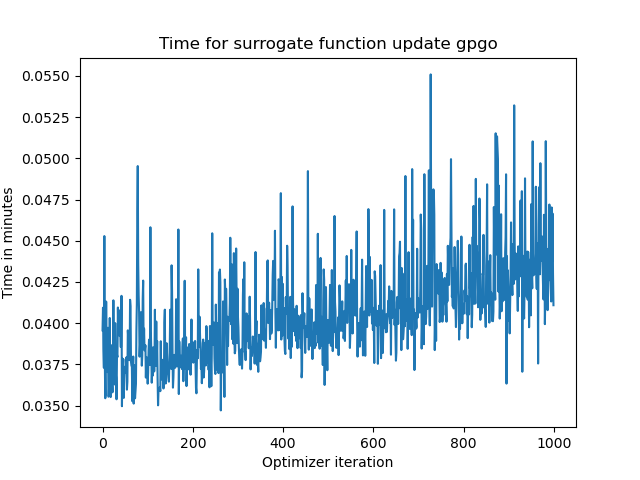 Time for surrogate function update gpgo
Time in minutes
0.0550
0.0525
0.0500
0.0475
0.0450
0.0425
0.0400
0.0375
0.0350
0 200 400 600 800 1000
Optimizer iteration